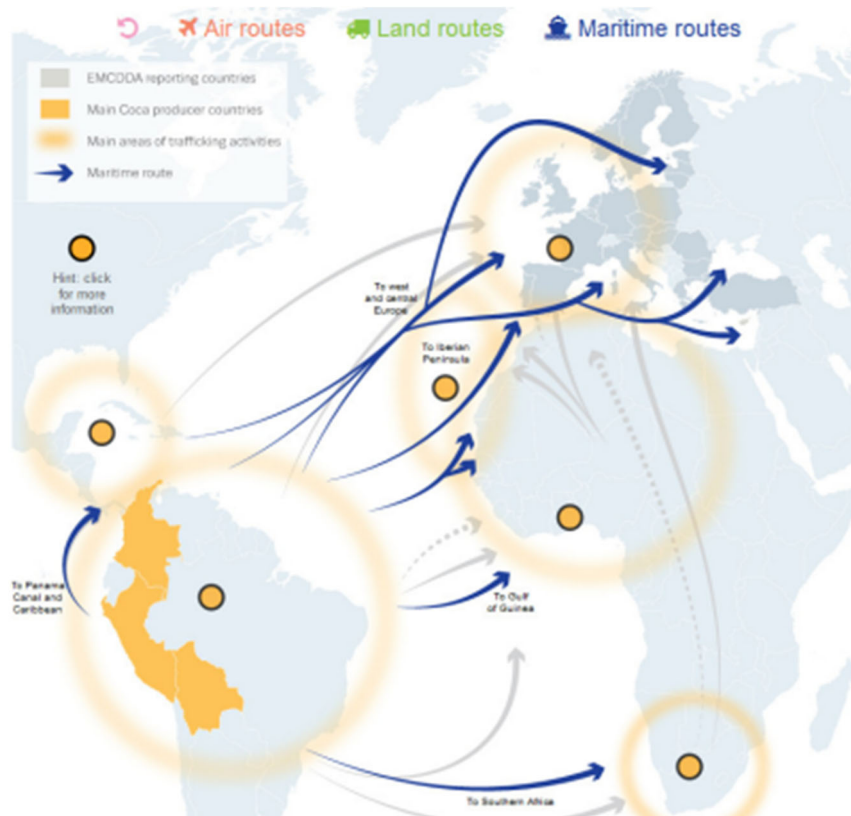 Air routes
Land routes
Maritime routes
EMCDDA reporting countries
Main Coca producer countries
Main areas of trafficking activities
Maritime route
Hint: click
for more
information
To west
and central
Europe
To Iberian
Peninsula
To Panama
Canal and
Caribbean
To Gulf
of Guinea
To Southern Africa